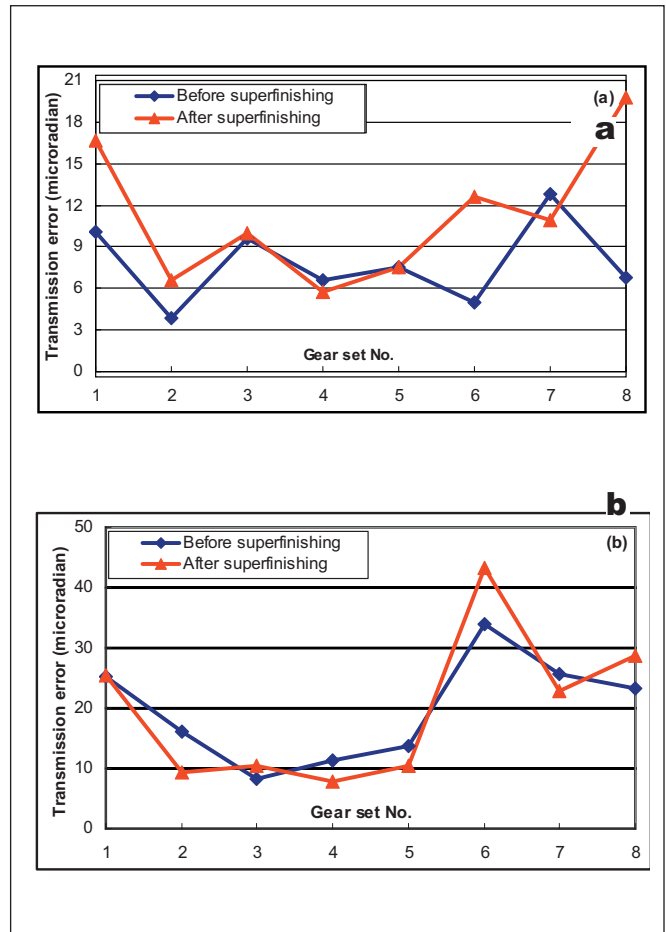 21
Before superfinishing
(a)
After superfinishing
a
18
15
12
9
6
3
0
Transmission error (microradian)
Gear set No.
1 2 3 4 5 6 7 8
b
50
Before superfinishing
(b)
After superfinishing
40
30
20
10
0
Transmission error (microradian)
Gear set No.
1 2 3 4 5 6 7 8